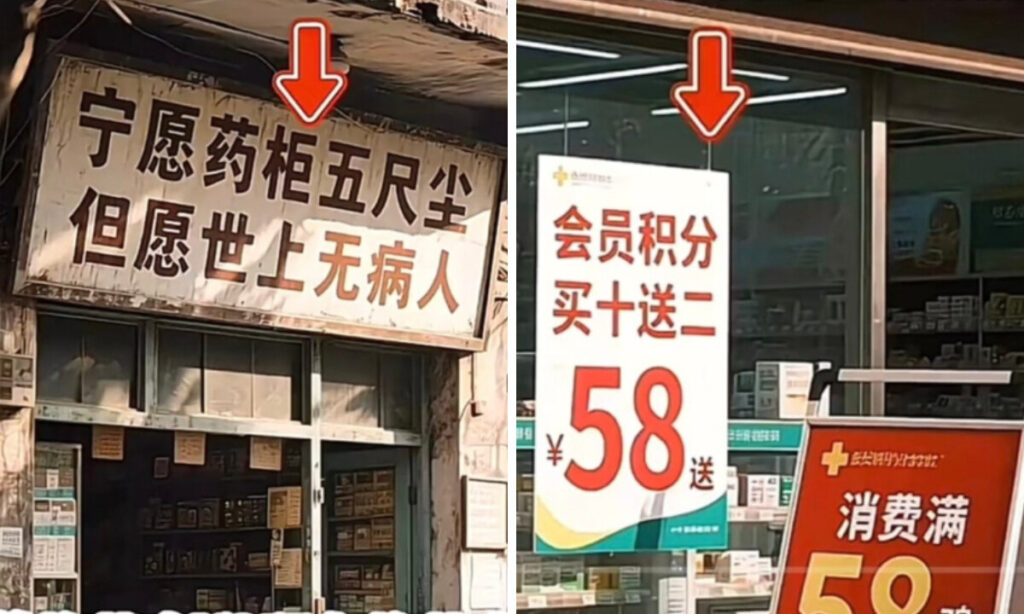 宁愿药柜五尺尘
但愿世上无病人
会员积分
买十送二
¥58送
消费满
58